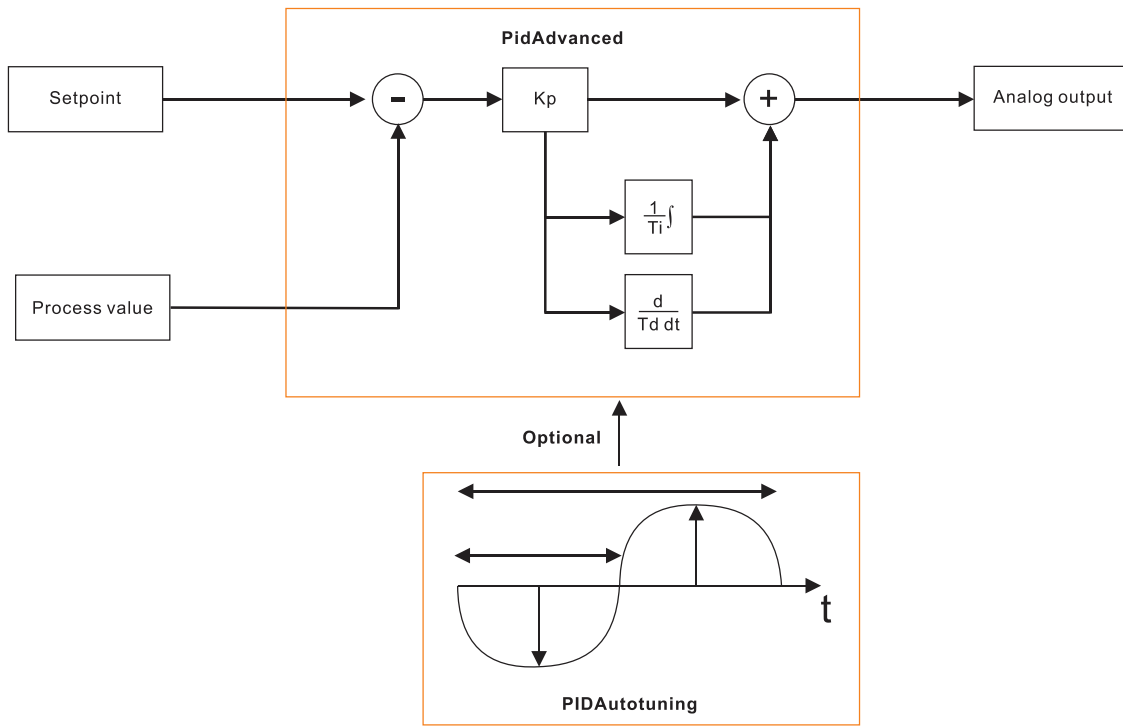 PidAdvanced
Setpoint
-
Kp
+
Analog output
1
Ti ∫
Process value
d
Td dt
Optional
t
PIDAutotuning